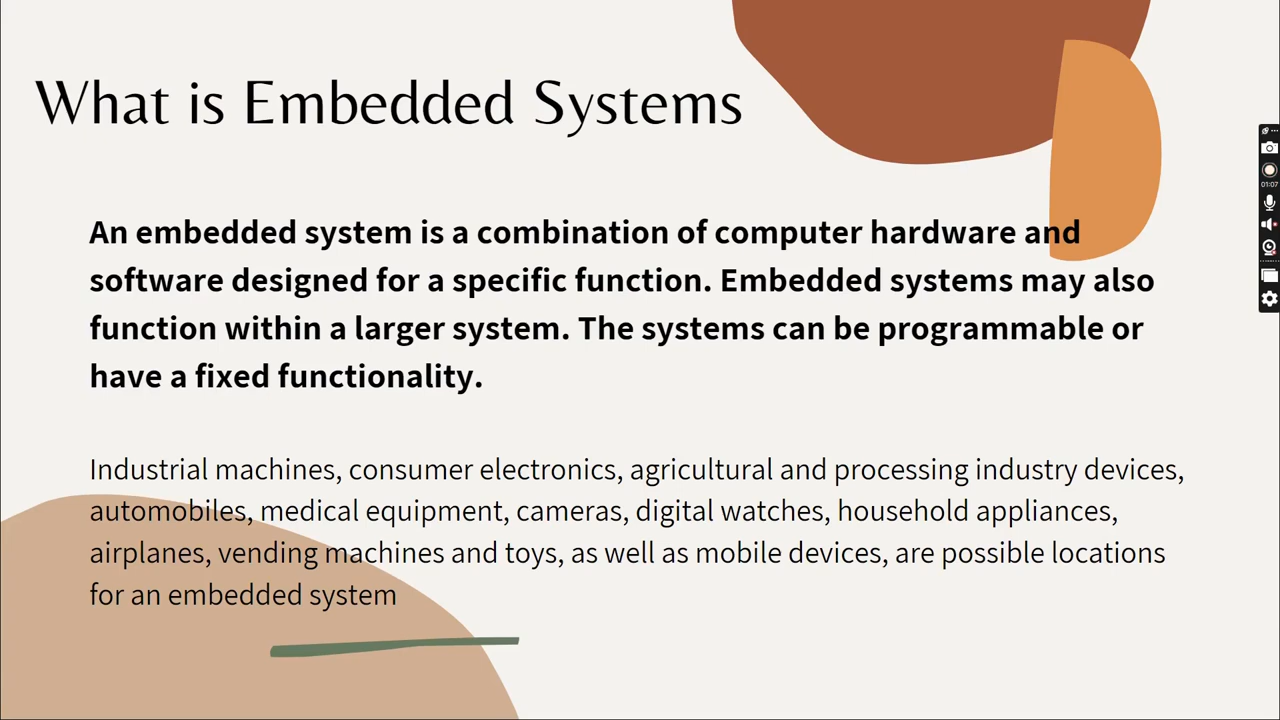 What is Embedded Systems
An embedded system is a combination of computer hardware and
software designed for a specific function. Embedded systems may also
function within a larger system. The systems can be programmable or
have a fixed functionality.
Industrial machines, consumer electronics, agricultural and processing industry devices,
automobiles, medical equipment, cameras, digital watches, household appliances,
airplanes, vending machines and toys, as well as mobile devices, are possible locations
for an embedded system
01:07